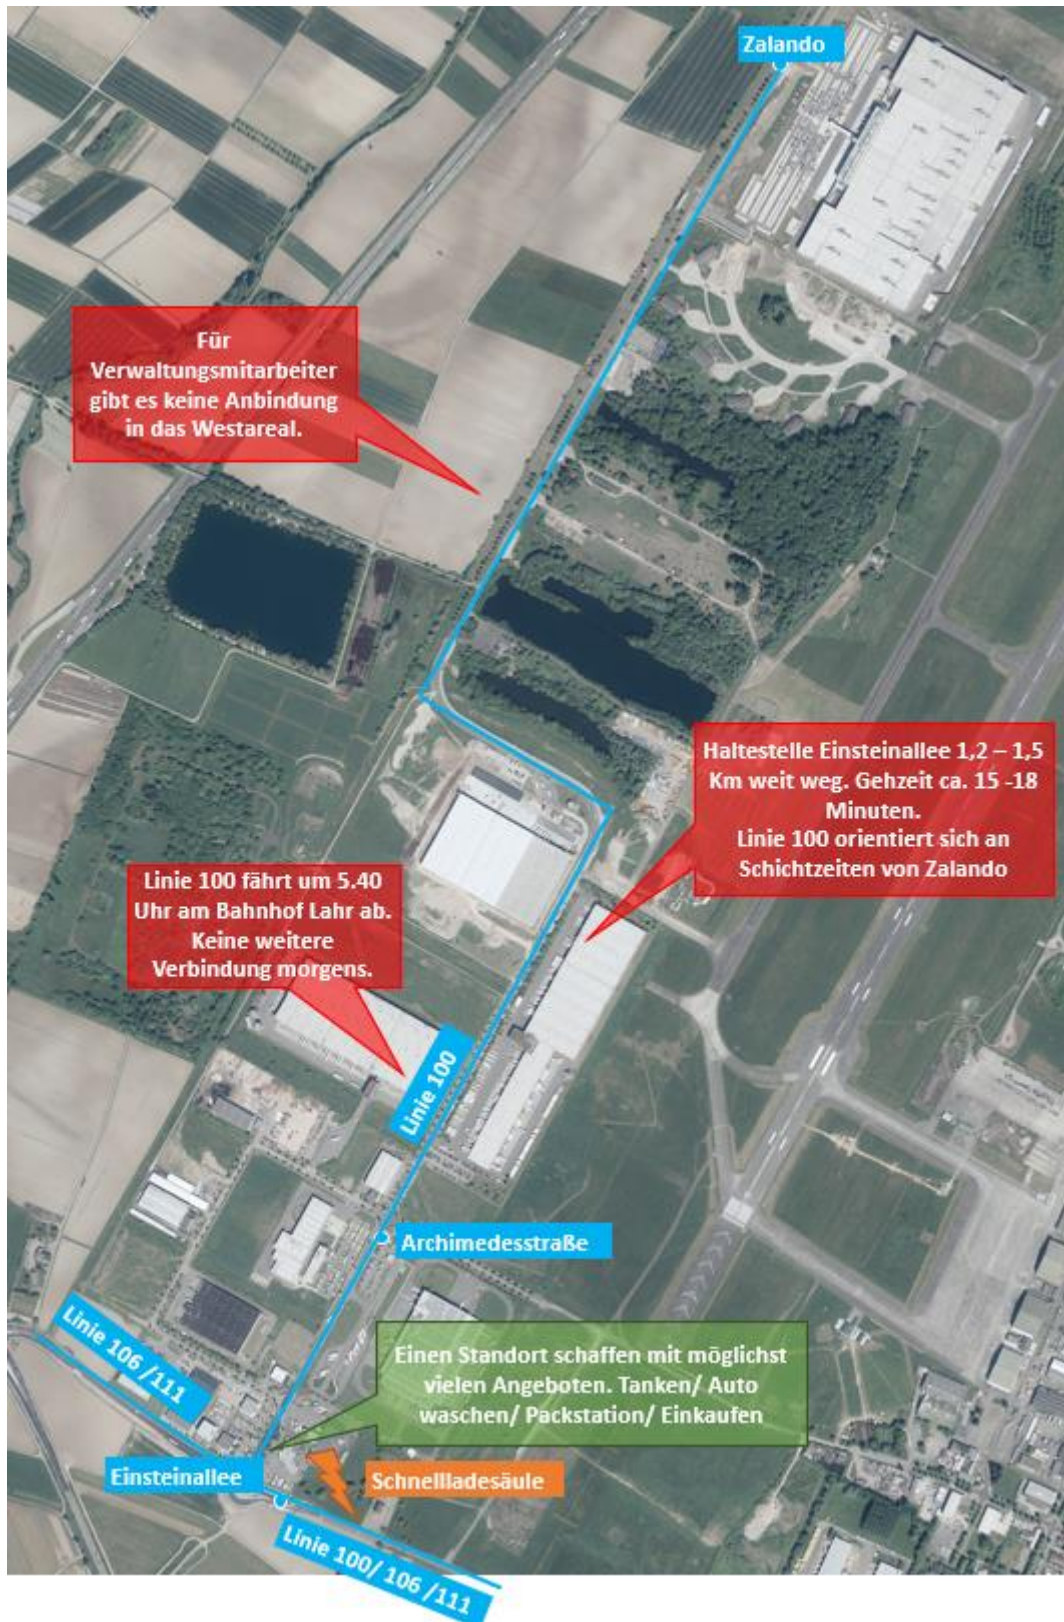 Zalando
Für
Verwaltungsmitarbeiter
gibt es keine Anbindung
in das Westareal.
Haltestelle Einsteinallee 1,2 – 1,5
Km weit weg. Gehzeit ca. 15 -18
Minuten.
Linie 100 orientiert sich an
Schichtzeiten von Zalando
Linie 100 fährt um 5.40
Uhr am Bahnhof Lahr ab.
Keine weitere
Verbindung morgens.
Linie 100
Archimedesstraße
Linie 106 /111
Einen Standort schaffen mit möglichst
vielen Angeboten. Tanken/ Auto
waschen/ Packstation/ Einkaufen
Einsteinallee
Schnellladesäule
Linie 100/ 106 /111